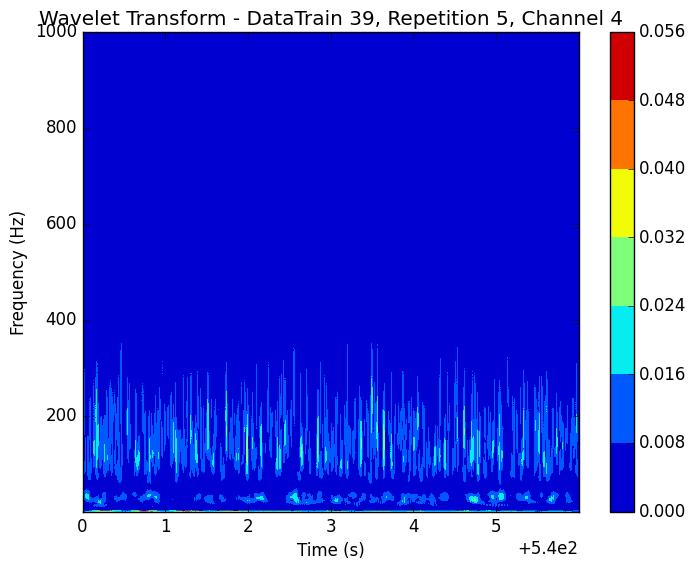 Wavelet Transform - DataTrain 39, Repetition 5, Channel 4
1000
800
600
400
200
Frequency (Hz)
0 1 2 3 4 5
Time (s)
+5.4e2
0.056
0.048
0.040
0.032
0.024
0.016
0.008
0.000